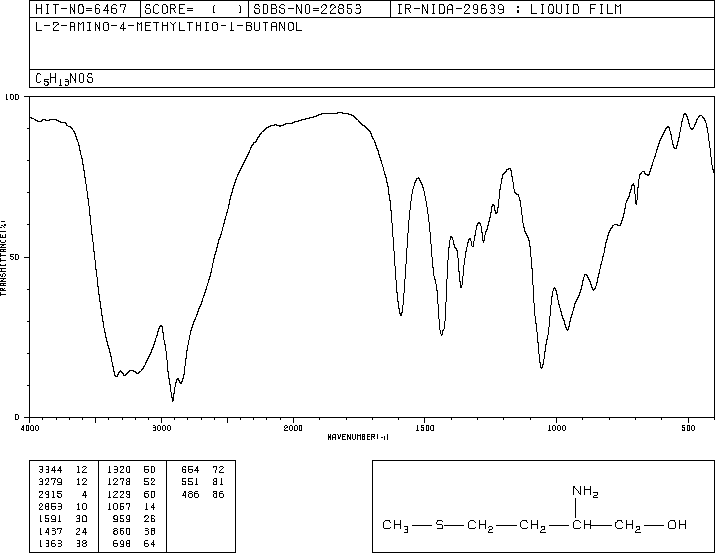 HIT-NO=6467 SCORE= ( ) SDBS-NO=22853 IR-NIDA-29639 : LIQUID FILM
L-2-AMINO-4-METHYLTHIO-1-BUTANOL
C5H13NOS
100
50
0
TRANSMITTANCE(%)
4000 3000 2000 1500 1000 500
WAVENUMBER(-1)
3344 12 1320 50 654 72
3279 12 1278 52 551 81
2915 4 1229 60 486 86
2853 10 1057 14
1591 30 959 26
1437 24 860 38
1363 38 698 64
NH2
CH3 S CH2 CH2 CH CH2 OH